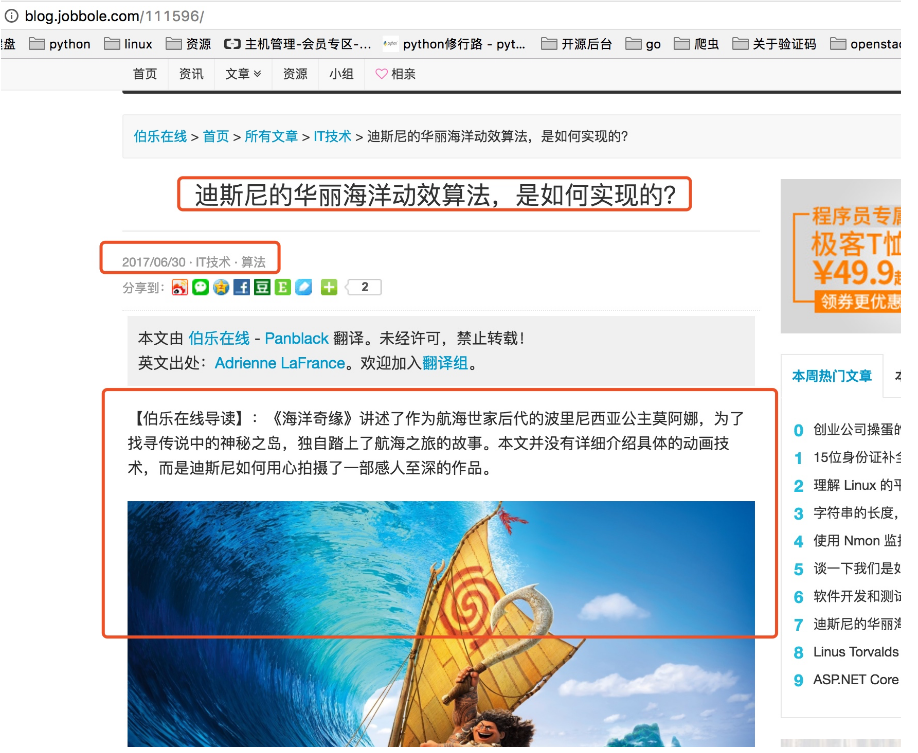 blog.jobbole.com/111596/
盘 python linux 资源 主机管理-会员专区-... python修行路 - pyt... 开源后台 go 爬虫 关于验证码 openstac
首页 资讯 文章 资源 小组 相亲
伯乐在线 > 首页 > 所有文章 > IT技术 > 迪斯尼的华丽海洋动效算法，是如何实现的？
迪斯尼的华丽海洋动效算法，是如何实现的？
2017/06/30 · IT技术 · 算法
分享到：
豆 E 2
本文由 伯乐在线 - Panblack 翻译。未经许可，禁止转载！
英文出处：Adrienne LaFrance。欢迎加入翻译组。
【伯乐在线导读】：《海洋奇缘》讲述了作为航海世家后代的波里尼西亚公主莫阿娜，为了
找寻传说中的神秘之岛，独自踏上了航海之旅的故事。本文并没有详细介绍具体的动画技
术，而是迪斯尼如何用心拍摄了一部感人至深的作品。
程序员专属
极客T恤
¥49.9起
领券更优惠
本周热门文章
0 创业公司操蛋的
1 15位身份证补全
2 理解 Linux 的平
3 字符串的长度，
4 使用 Nmon 监控
5 谈一下我们是如
6 软件开发和测试
7 迪斯尼的华丽海
8 Linus Torvalds
9 ASP.NET Core